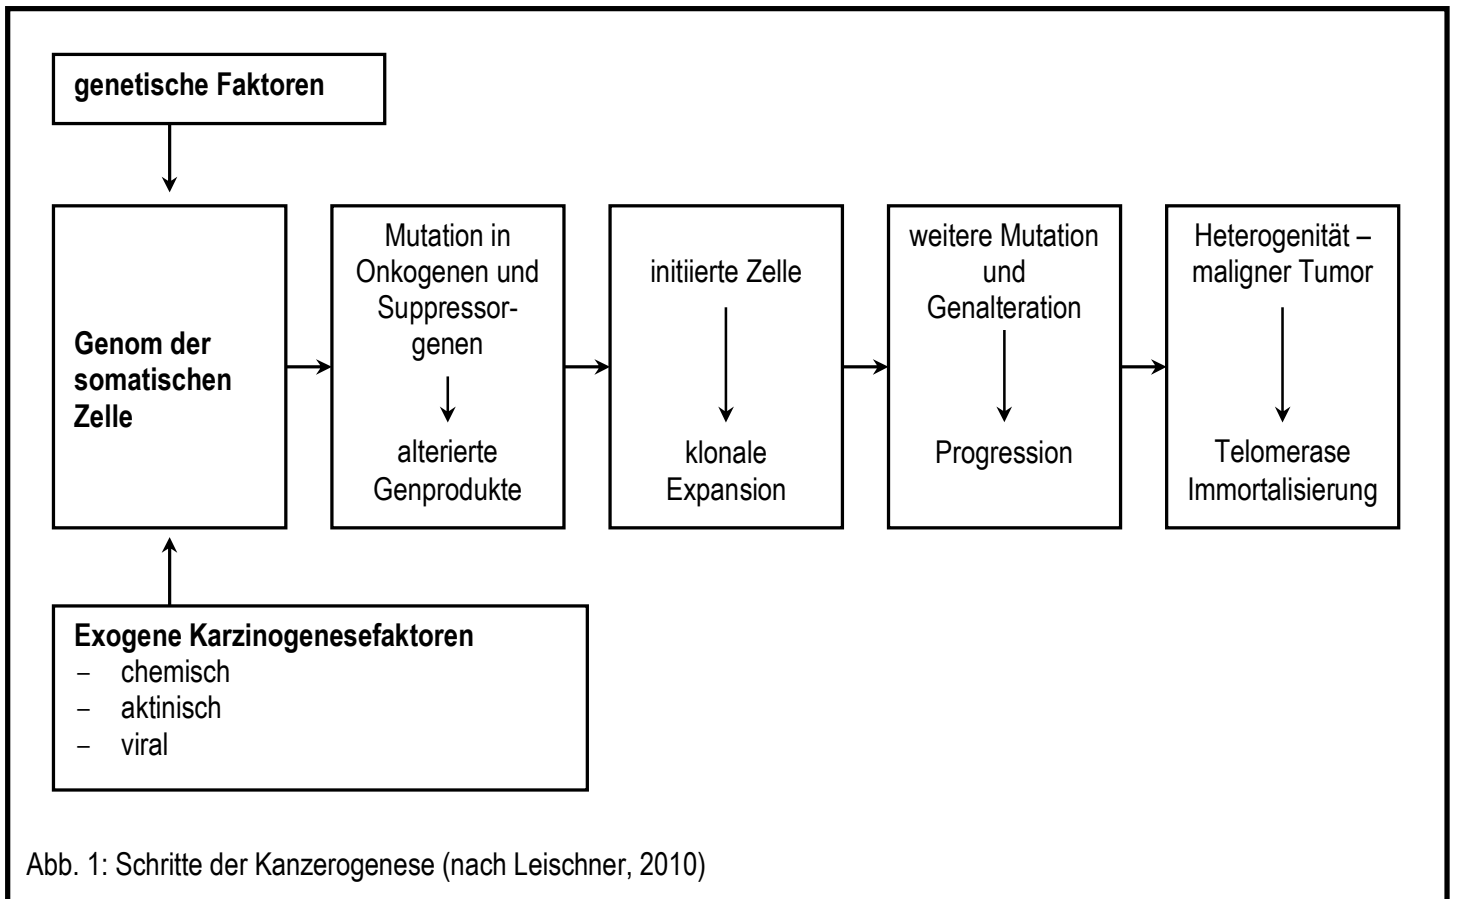 genetische Faktoren
Genom der
somatischen
Zelle
Mutation in
Onkogenen und
Suppressor-
genen
alterierte
Genprodukte
initiierte Zelle
klonale
Expansion
weitere Mutation
und
Genalteration
Progression
Heterogenität –
maligner Tumor
Telomerase
Immortalisierung
Exogene Karzinogenesefaktoren
– chemisch
– aktinisch
– viral
Abb. 1: Schritte der Kanzerogenese (nach Leischner, 2010)